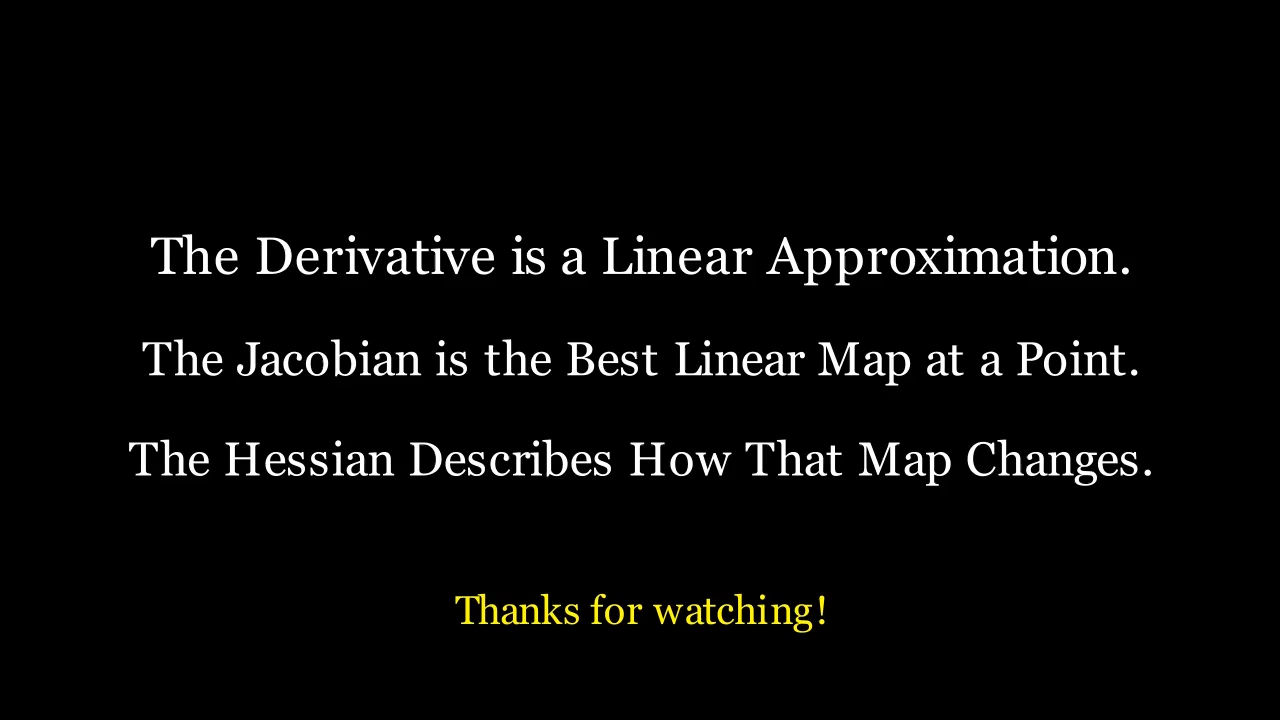 The Derivative is a Linear Approximation.
The Jacobian is the Best Linear Map at a Point.
The Hessian Describes How That Map Changes.
Thanks for watching!